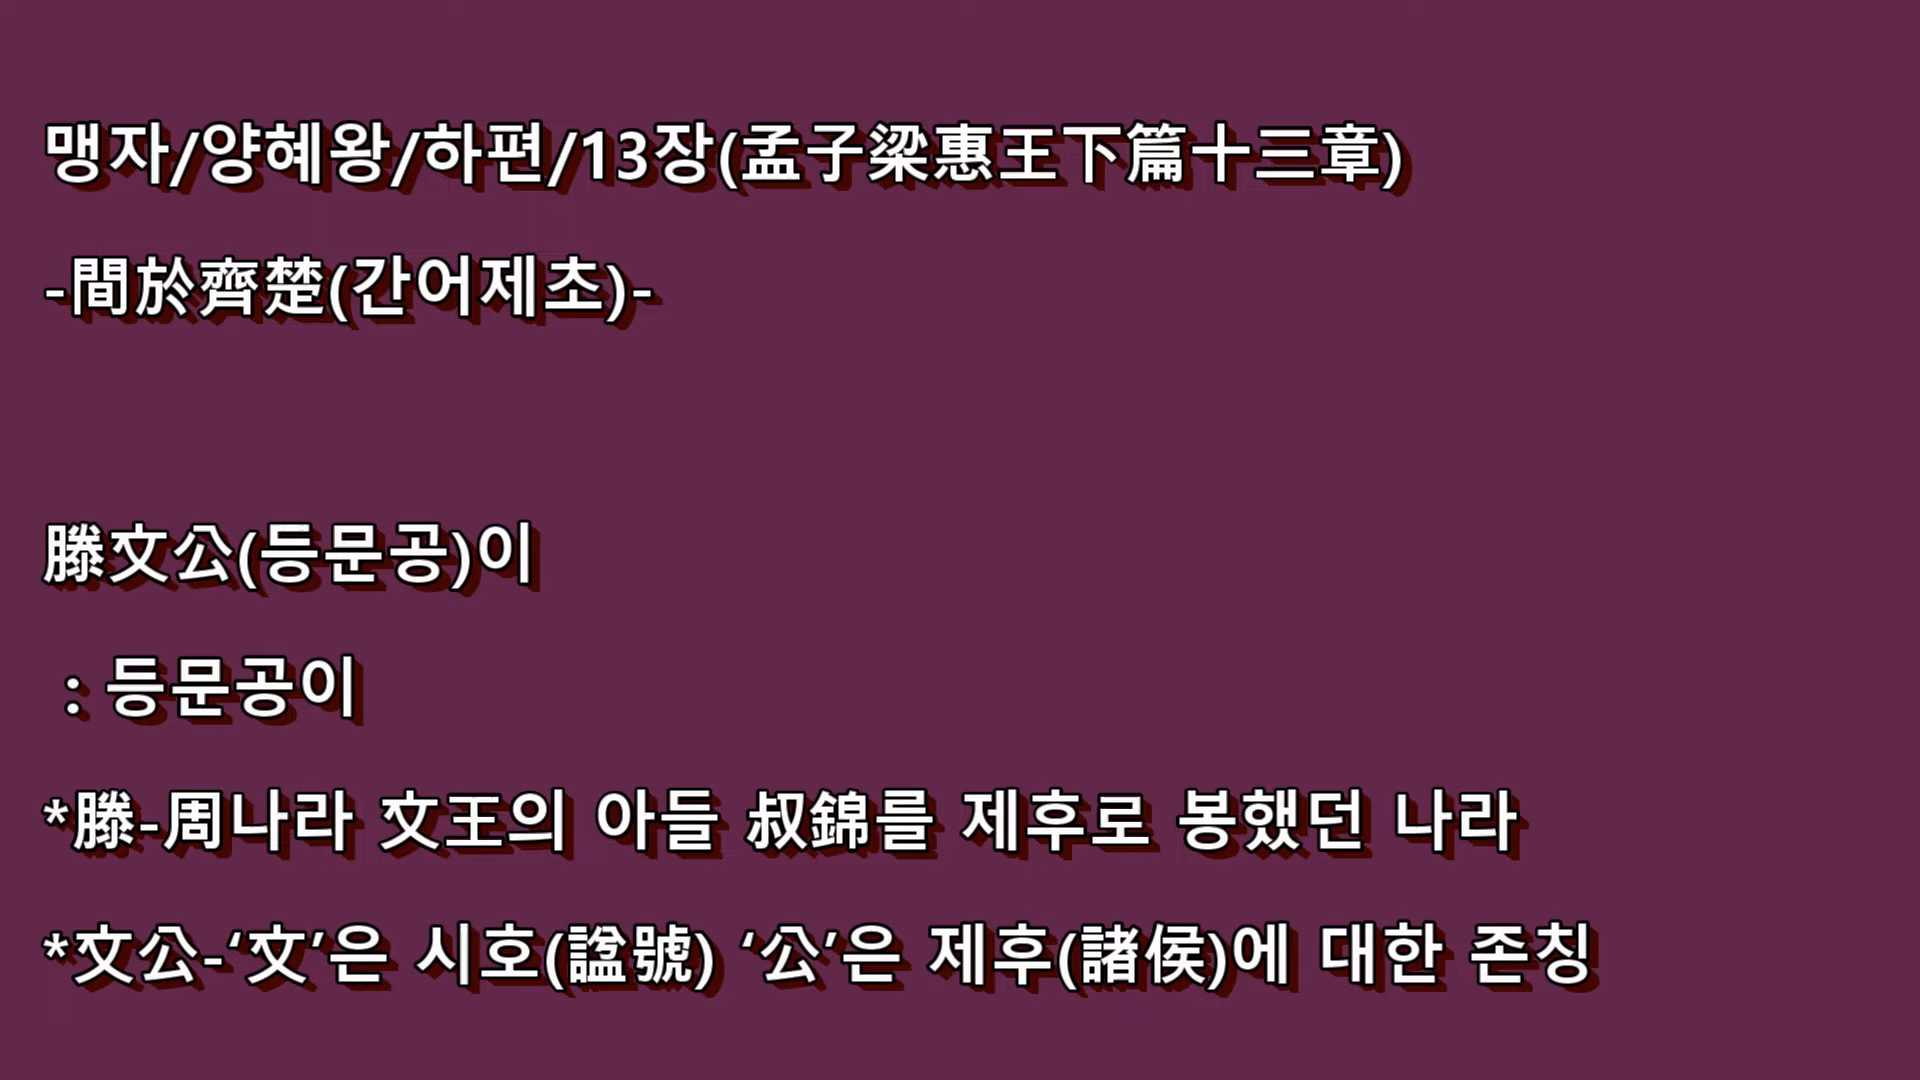 맹자/양혜왕/하편/13장(孟子梁惠王下篇十三章)
-間於齊楚(간어제초)-
滕文公(등문공)이
: 등문공이
*滕-周나라 文王의 아들 叔錦를 제후로 봉했던 나라
*文公-‘文’은 시호(諡號) ‘公’은 제후(諸侯)에 대한 존칭